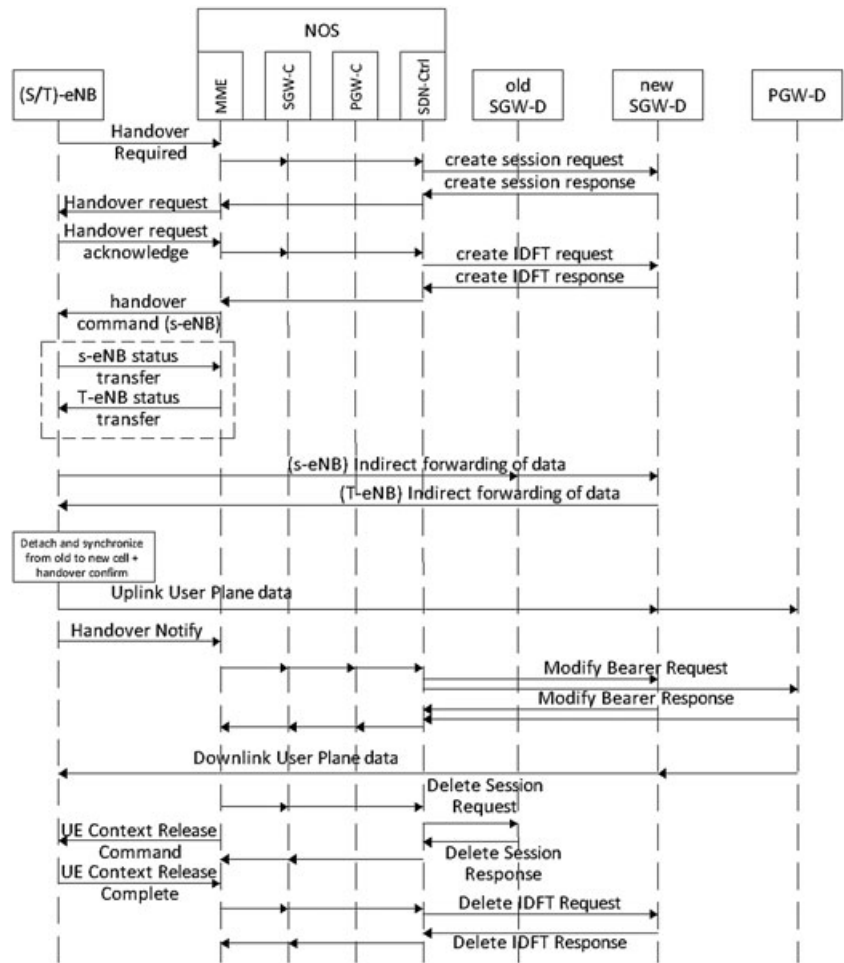 NOS
(S/T)-eNB
MME
SGW-C
PGW-C
SDN-Ctrl
old
SGW-D
new
SGW-D
PGW-D
Handover
Required
create session request
create session response
Handover request
Handover request
acknowledge
create IDFT request
create IDFT response
handover
command (s-eNB)
s-eNB status
transfer
T-eNB status
transfer
(s-eNB) Indirect forwarding of data
(T-eNB) Indirect forwarding of data
Detach and synchronize
from old to new cell +
handover confirm
Uplink User Plane data
Handover Notify
Modify Bearer Request
Modify Bearer Response
Downlink User Plane data
Delete Session
Request
UE Context Release
Command
Delete Session
Response
UE Context Release
Complete
Delete IDFT Request
Delete IDFT Response